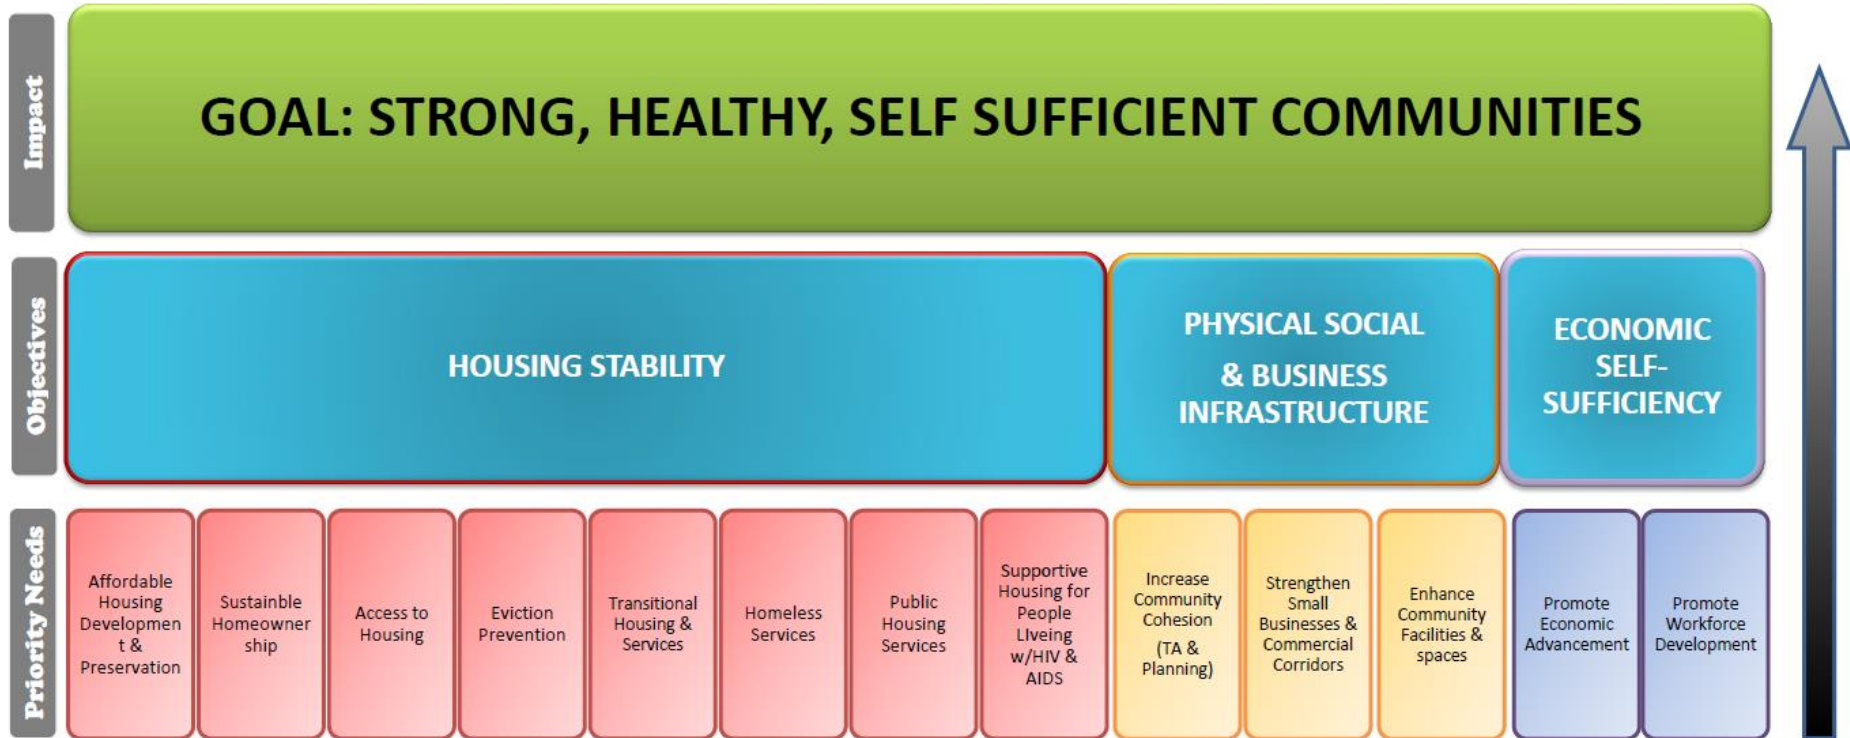 Impact
GOAL: STRONG, HEALTHY, SELF SUFFICIENT COMMUNITIES
Objectives
HOUSING STABILITY
PHYSICAL SOCIAL
& BUSINESS
INFRASTRUCTURE
ECONOMIC
SELF-
SUFFICIENCY
Priority Needs
Affordable
Housing
Developmen
t &
Preservation
Sustainble
Homeowner
ship
Access to
Housing
Eviction
Prevention
Transitional
Housing &
Services
Homeless
Services
Public
Housing
Services
Supportive
Housing for
People
LIveing
w/HIV &
AIDS
Increase
Community
Cohesion
(TA &
Planning)
Strengthen
Small
Businesses &
Commercial
Corridors
Enhance
Community
Facilities &
spaces
Promote
Economic
Advancement
Promote
Workforce
Development